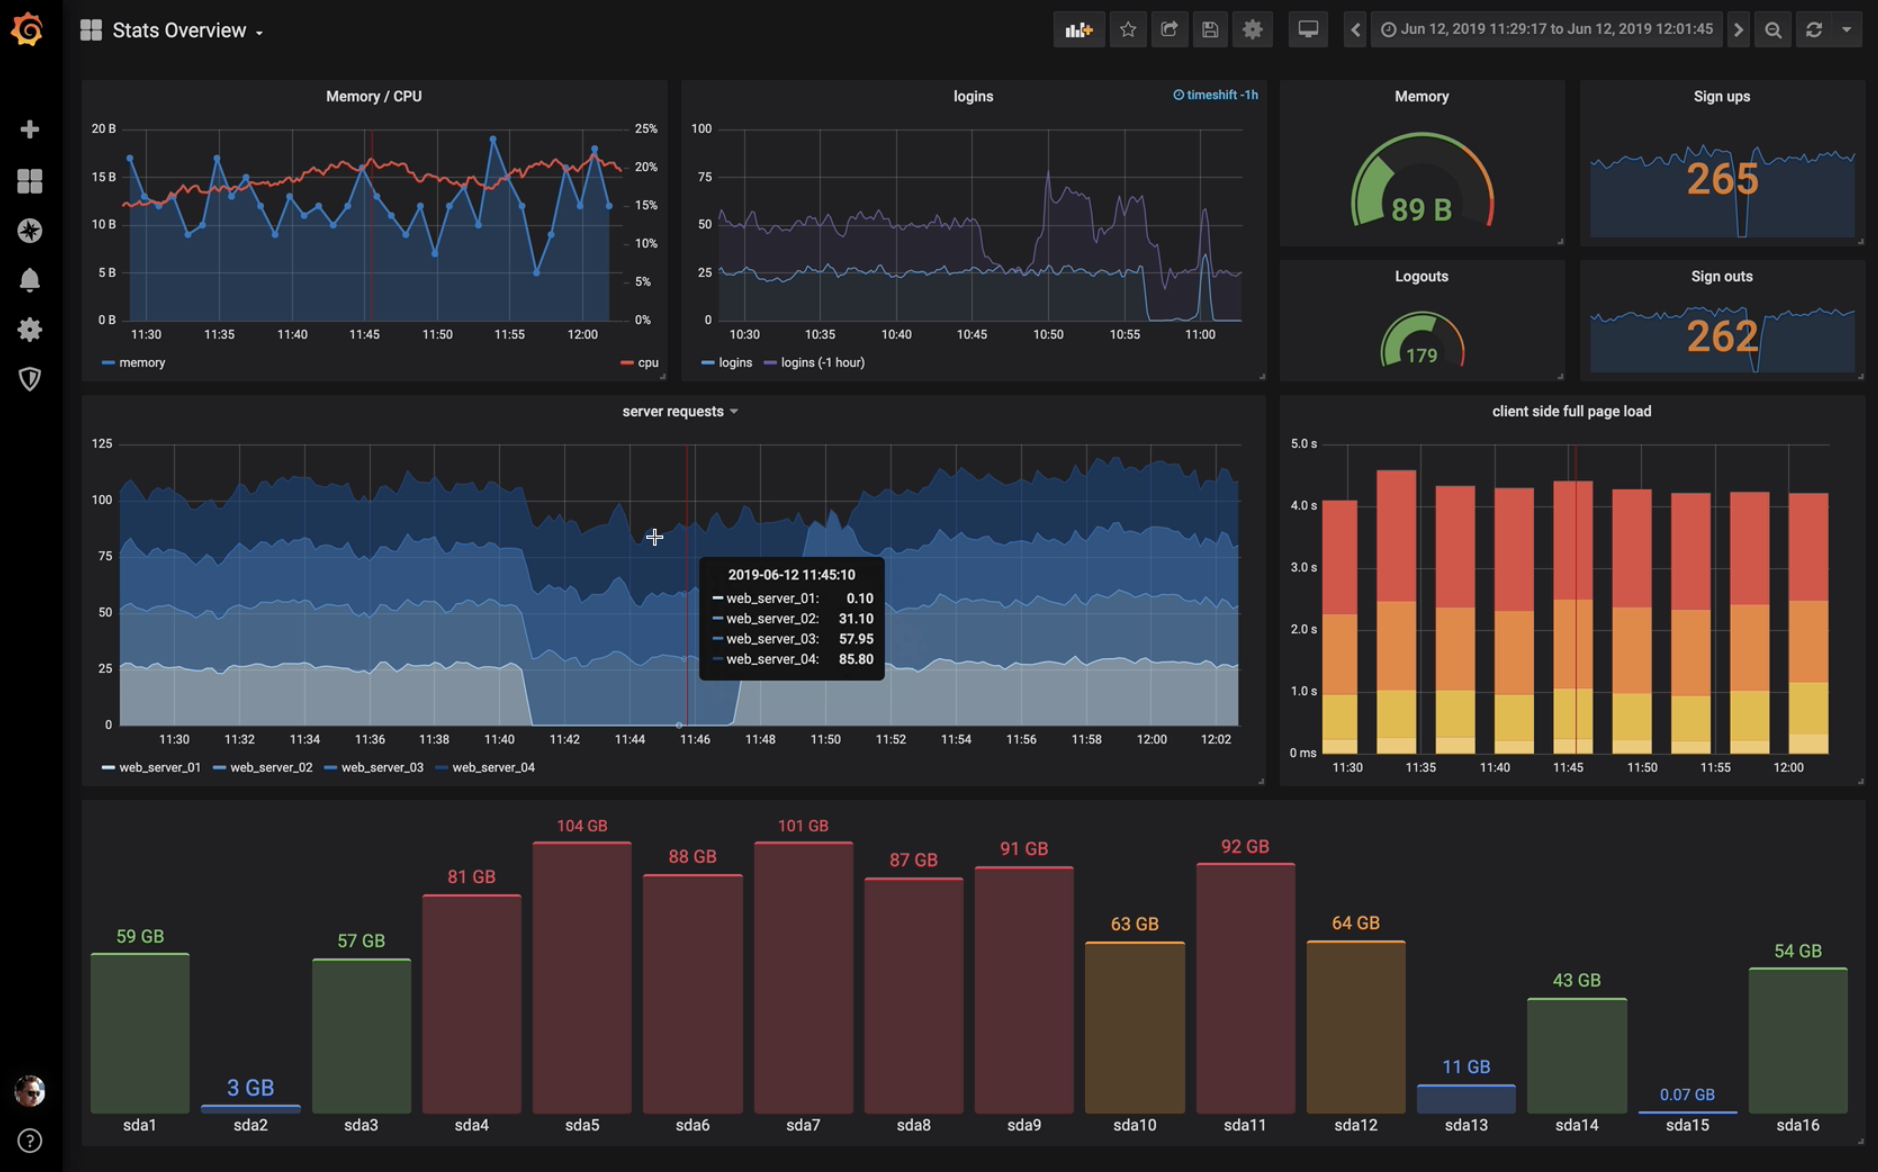 Stats Overview
Jun 12, 2019 11:29:17 to Jun 12, 2019 12:01:45
Memory / CPU
20 B
15 B
10 B
5 B
0 B
25%
20%
15%
10%
5%
0%
11:30 11:35 11:40 11:45 11:50 11:55 12:00
memory
cpu
logins
timeshift -1h
100
75
50
25
0
10:30 10:35 10:40 10:45 10:50 10:55 11:00
logins logins (-1 hour)
Memory
89 B
Sign ups
265
Logouts
179
Sign outs
262
server requests
125
100
75
50
25
0
11:30 11:32 11:34 11:36 11:38 11:40 11:42 11:44 11:46 11:48 11:50 11:52 11:54 11:56 11:58 12:00 12:02
2019-06-12 11:45:10
web_server_01: 0.10
web_server_02: 31.10
web_server_03: 57.95
web_server_04: 85.80
web_server_01 web_server_02 web_server_03 web_server_04
client side full page load
5.0 s
4.0 s
3.0 s
2.0 s
1.0 s
0 ms
11:30 11:35 11:40 11:45 11:50 11:55 12:00
59 GB 3 GB 57 GB 81 GB 104 GB 88 GB 101 GB 87 GB 91 GB 63 GB 92 GB 64 GB 11 GB 43 GB 0.07 GB 54 GB
sda1 sda2 sda3 sda4 sda5 sda6 sda7 sda8 sda9 sda10 sda11 sda12 sda13 sda14 sda15 sda16